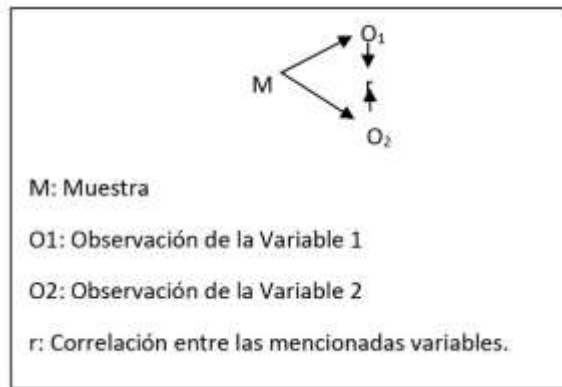 O₁
r
M
O₂
M: Muestra
O1: Observación de la Variable 1
O2: Observación de la Variable 2
r: Correlación entre las mencionadas variables.